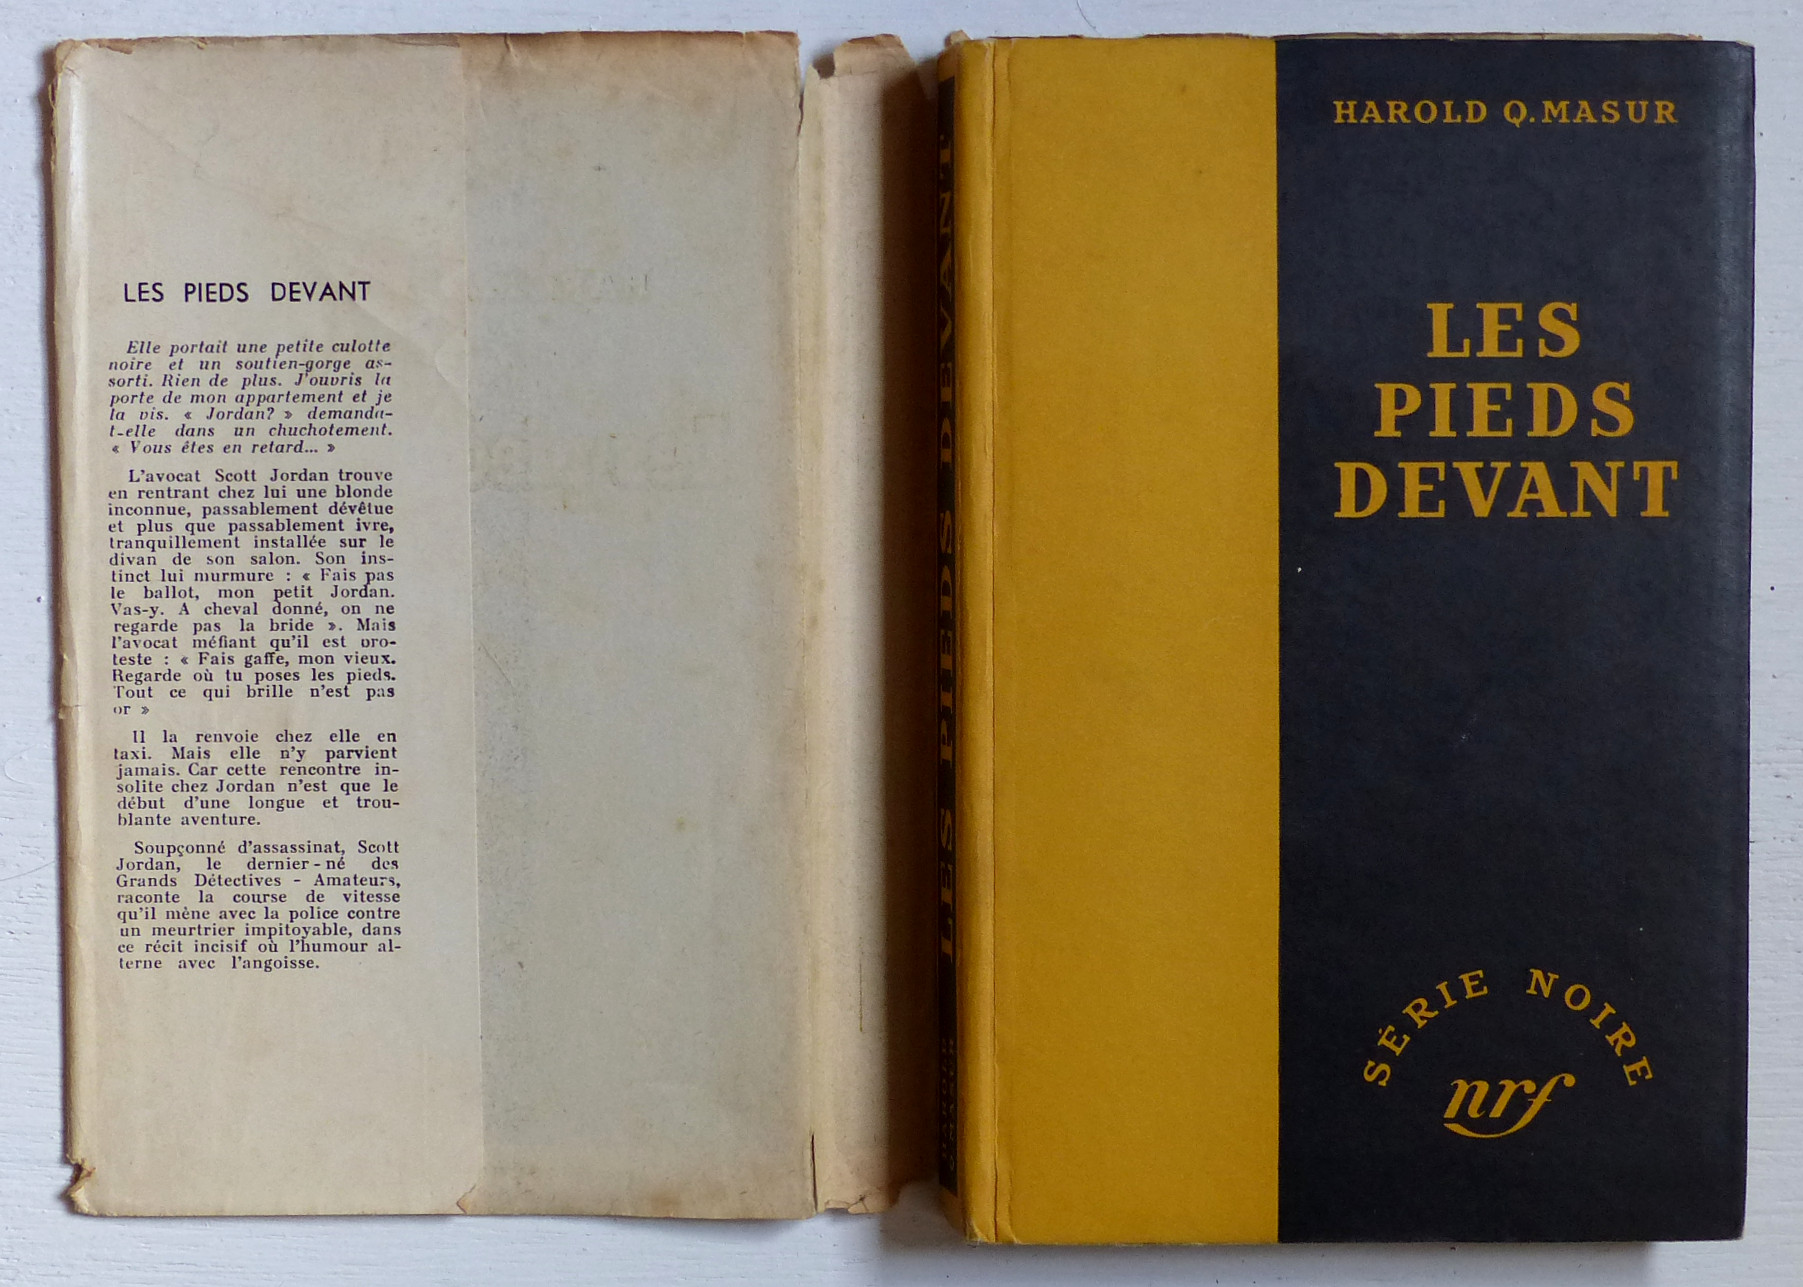 LES PIEDS DEVANT
Elle portait une petite culotte
noire et un soutien-gorge as-
sorti. Rien de plus. J'ouvris la
porte de mon appartement et je
la vis. « Jordan? » demanda-
t-elle dans un chuchotement.
« Vous êtes en retard... »
L'avocat Scott Jordan trouve
en rentrant chez lui une blonde
inconnue, passablement dévêtue
et plus que passablement ivre,
tranquillement installée sur le
divan de son salon. Son ins-
tinct lui murmure : « Fais pas
le ballot, mon petit Jordan.
Vas-y. A cheval donné, on ne
regarde pas la bride ». Mais
l'avocat méfiant qu'il est pro-
teste : « Fais gaffe, mon vieux.
Regarde où tu poses les pieds.
Tout ce qui brille n'est pas
or »
Il la renvoie chez elle en
taxi. Mais elle n'y parvient
jamais. Car cette rencontre in-
solite chez Jordan n'est que le
début d'une longue et trou-
blante aventure.
Soupçonné d'assassinat, Scott
Jordan, le dernier-né des
Grands Détectives - Amateurs,
raconte la course de vitesse
qu'il mène avec la police contre
un meurtrier impitoyable, dans
ce récit incisif où l'humour al-
terne avec l'angoisse.
LES PIEDS DEVANT
HAROLD Q. MASUR
LES
PIEDS
DEVANT
SÉRIE NOIRE
nrf